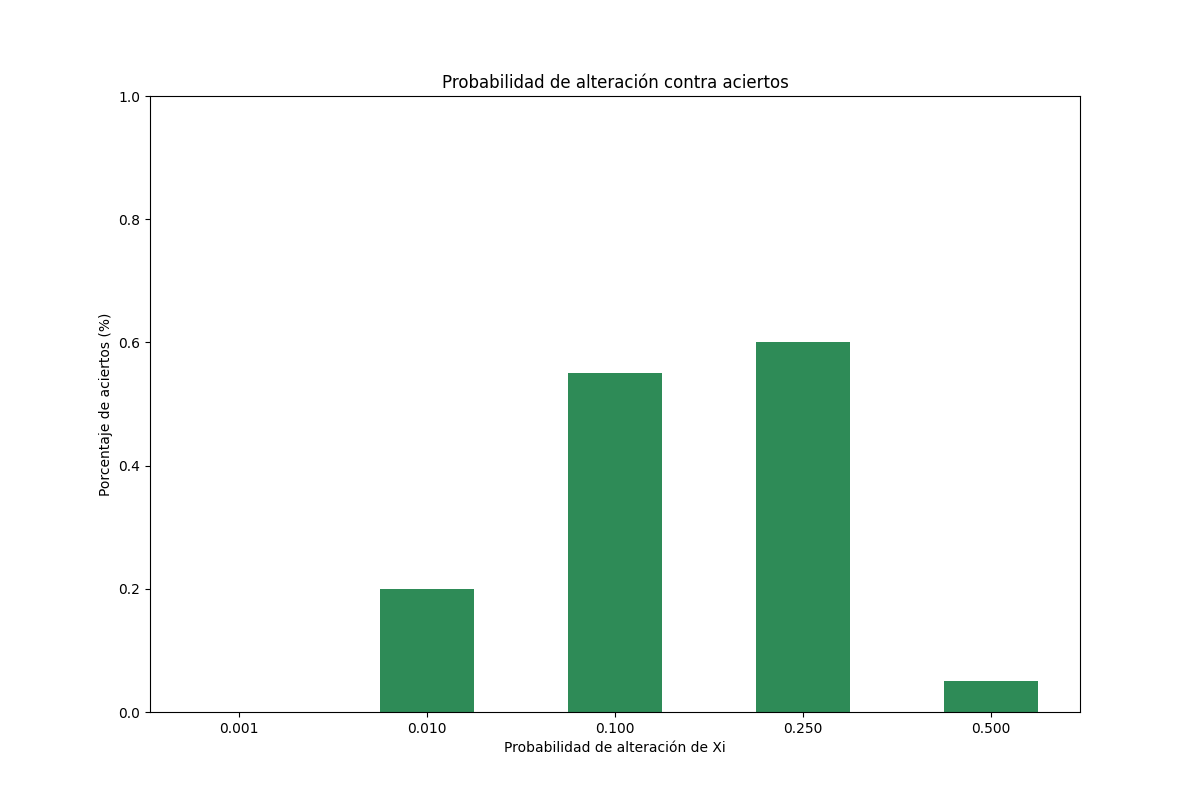 Probabilidad de alteración contra aciertos
1.0
0.8
0.6
0.4
0.2
0.0
Porcentaje de aciertos (%)
0.001 0.010 0.100 0.250 0.500
Probabilidad de alteración de Xi